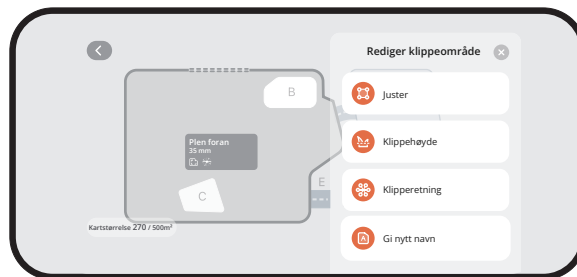 Rediger klippeområde
B
Juster
Plen foran
35 mm
Klippehøyde
E
Klipperetning
C
Kartstørrelse 270 / 500m²
A
Gi nytt navn